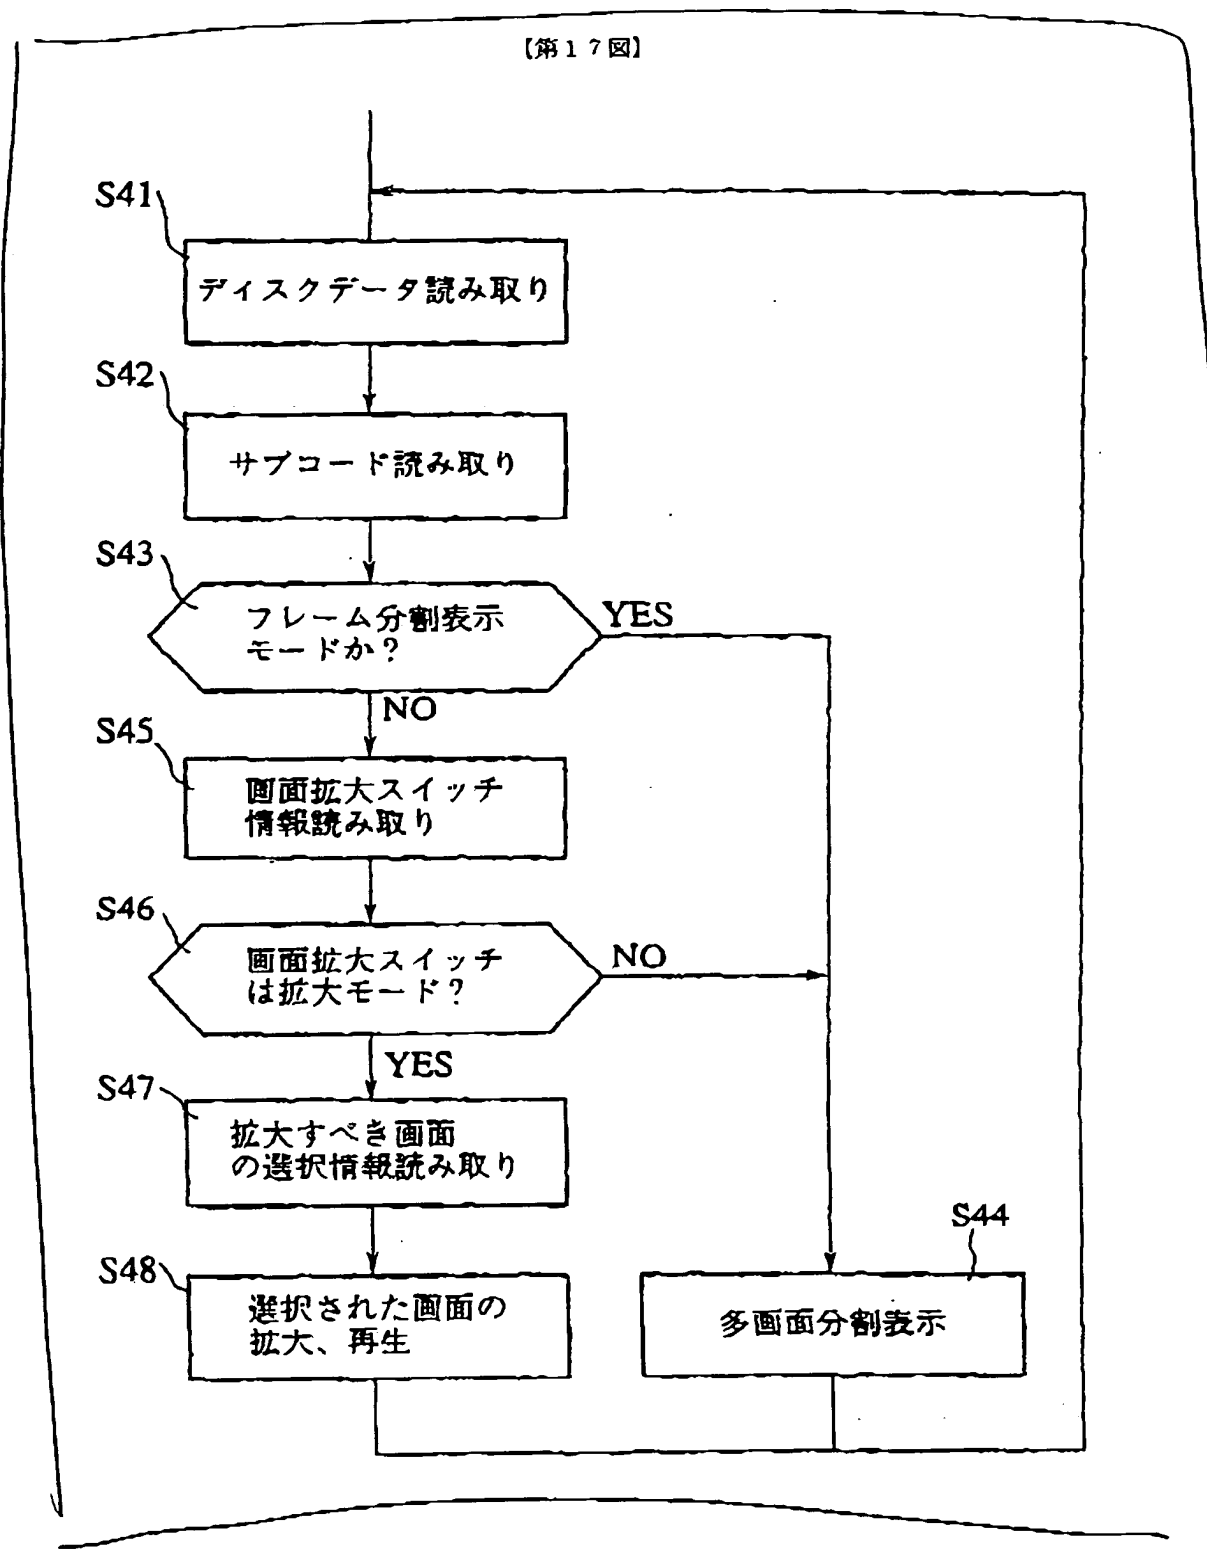 【第17図】
S41
ディスクデータ読み取り
S42
サブコード読み取り
S43
フレーム分割表示
モードか?
YES
NO
S45
画面拡大スイッチ
情報読み取り
S46
画面拡大スイッチ
は拡大モード?
NO
YES
S47
拡大すべき画面
の選択情報読み取り
S48
選択された画面の
拡大、再生
S44
多画面分割表示